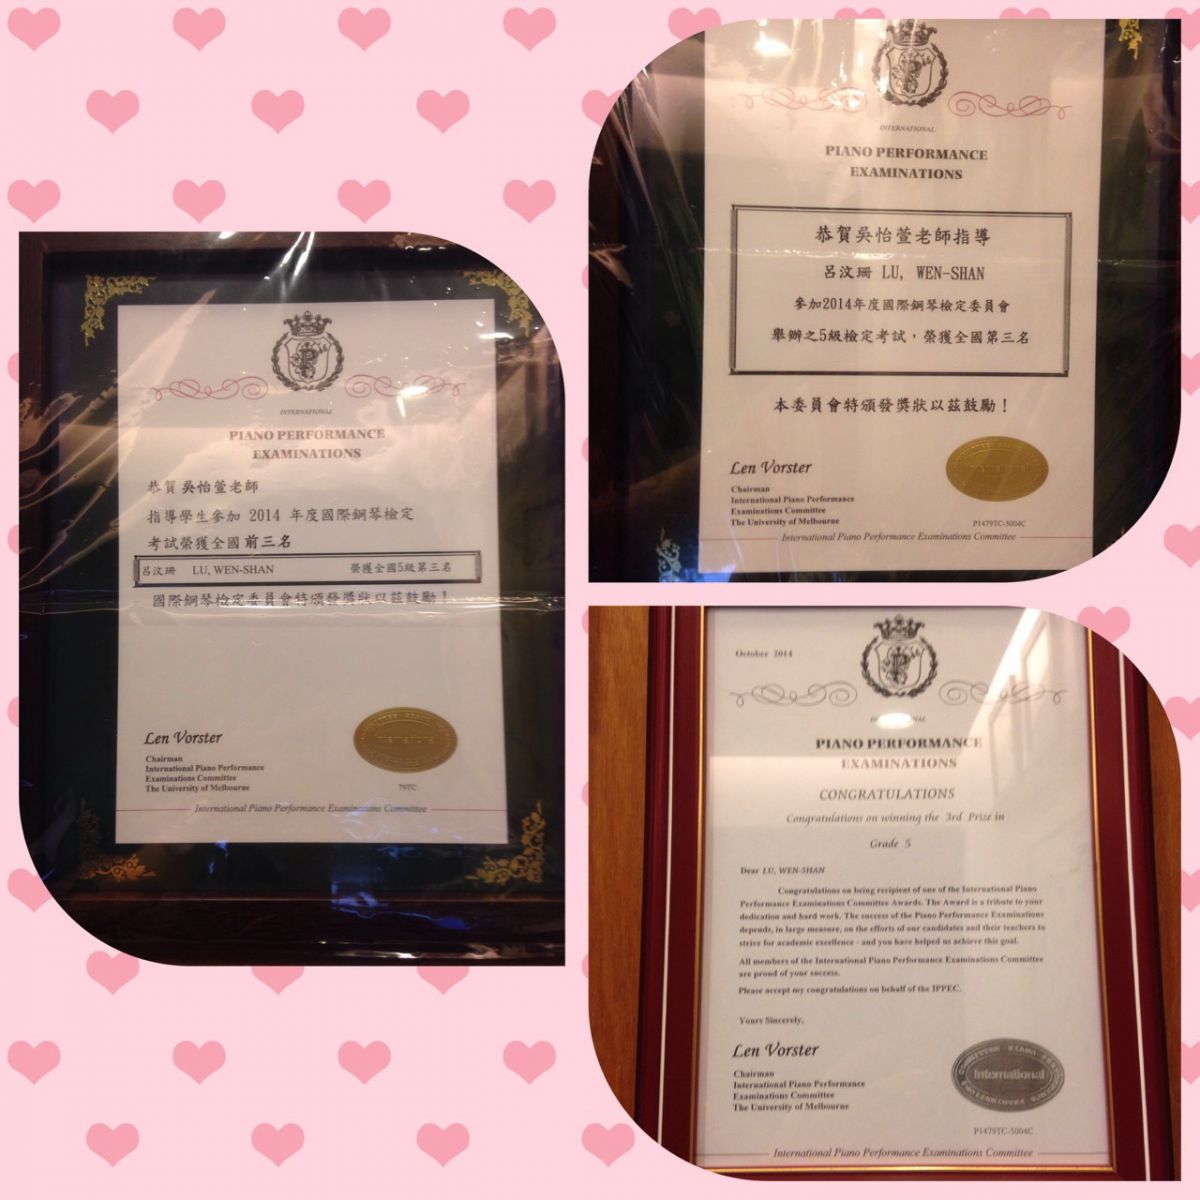 INTERNATIONAL
PIANO PERFORMANCE
EXAMINATIONS
恭賀吳怡萱老師
指導學生參加 2014 年度國際鋼琴檢定
考試榮獲全國前三名
呂汶珊 LU, WEN-SHAN 榮獲全國5級第三名
國際鋼琴檢定委員會特頒發獎狀以茲鼓勵！
Len Vorster
Chairman
International Piano Performance
Examinations Committee
The University of Melbourne
International
79TC
International Piano Performance Examinations Committee
INTERNATIONAL
PIANO PERFORMANCE
EXAMINATIONS
恭賀吳怡萱老師指導
呂汶珊 LU, WEN-SHAN
參加2014年度國際鋼琴檢定委員會
舉辦之5級檢定考試，榮獲全國第三名
本委員會特頒發獎狀以茲鼓勵！
Len Vorster
Chairman
International Piano Performance
Examinations Committee
The University of Melbourne
P1479TC-5004C
International Piano Performance Examinations Committee
October 2014
PIANO PERFORMANCE
EXAMINATIONS
CONGRATULATIONS
Congratulations on winning the 3rd Prize in
Grade 5
Dear LU, WEN-SHAN
Congratulations on being recipient of one of the International Piano
Performance Examinations Committee Awards. The Award is a tribute to your
dedication and hard work. The success of the Piano Performance Examinations
depends, in large measure, on the efforts of our candidates and their teachers to
strive for academic excellence - and you have helped us achieve this goal.
All members of the International Piano Performance Examinations Committee
are proud of your success.
Please accept my congratulations on behalf of the IPPEC.
Yours Sincerely,
Len Vorster
Chairman
International Piano Performance
Examinations Committee
The University of Melbourne
International
P1479TC-5004C
International Piano Performance Examinations Committee